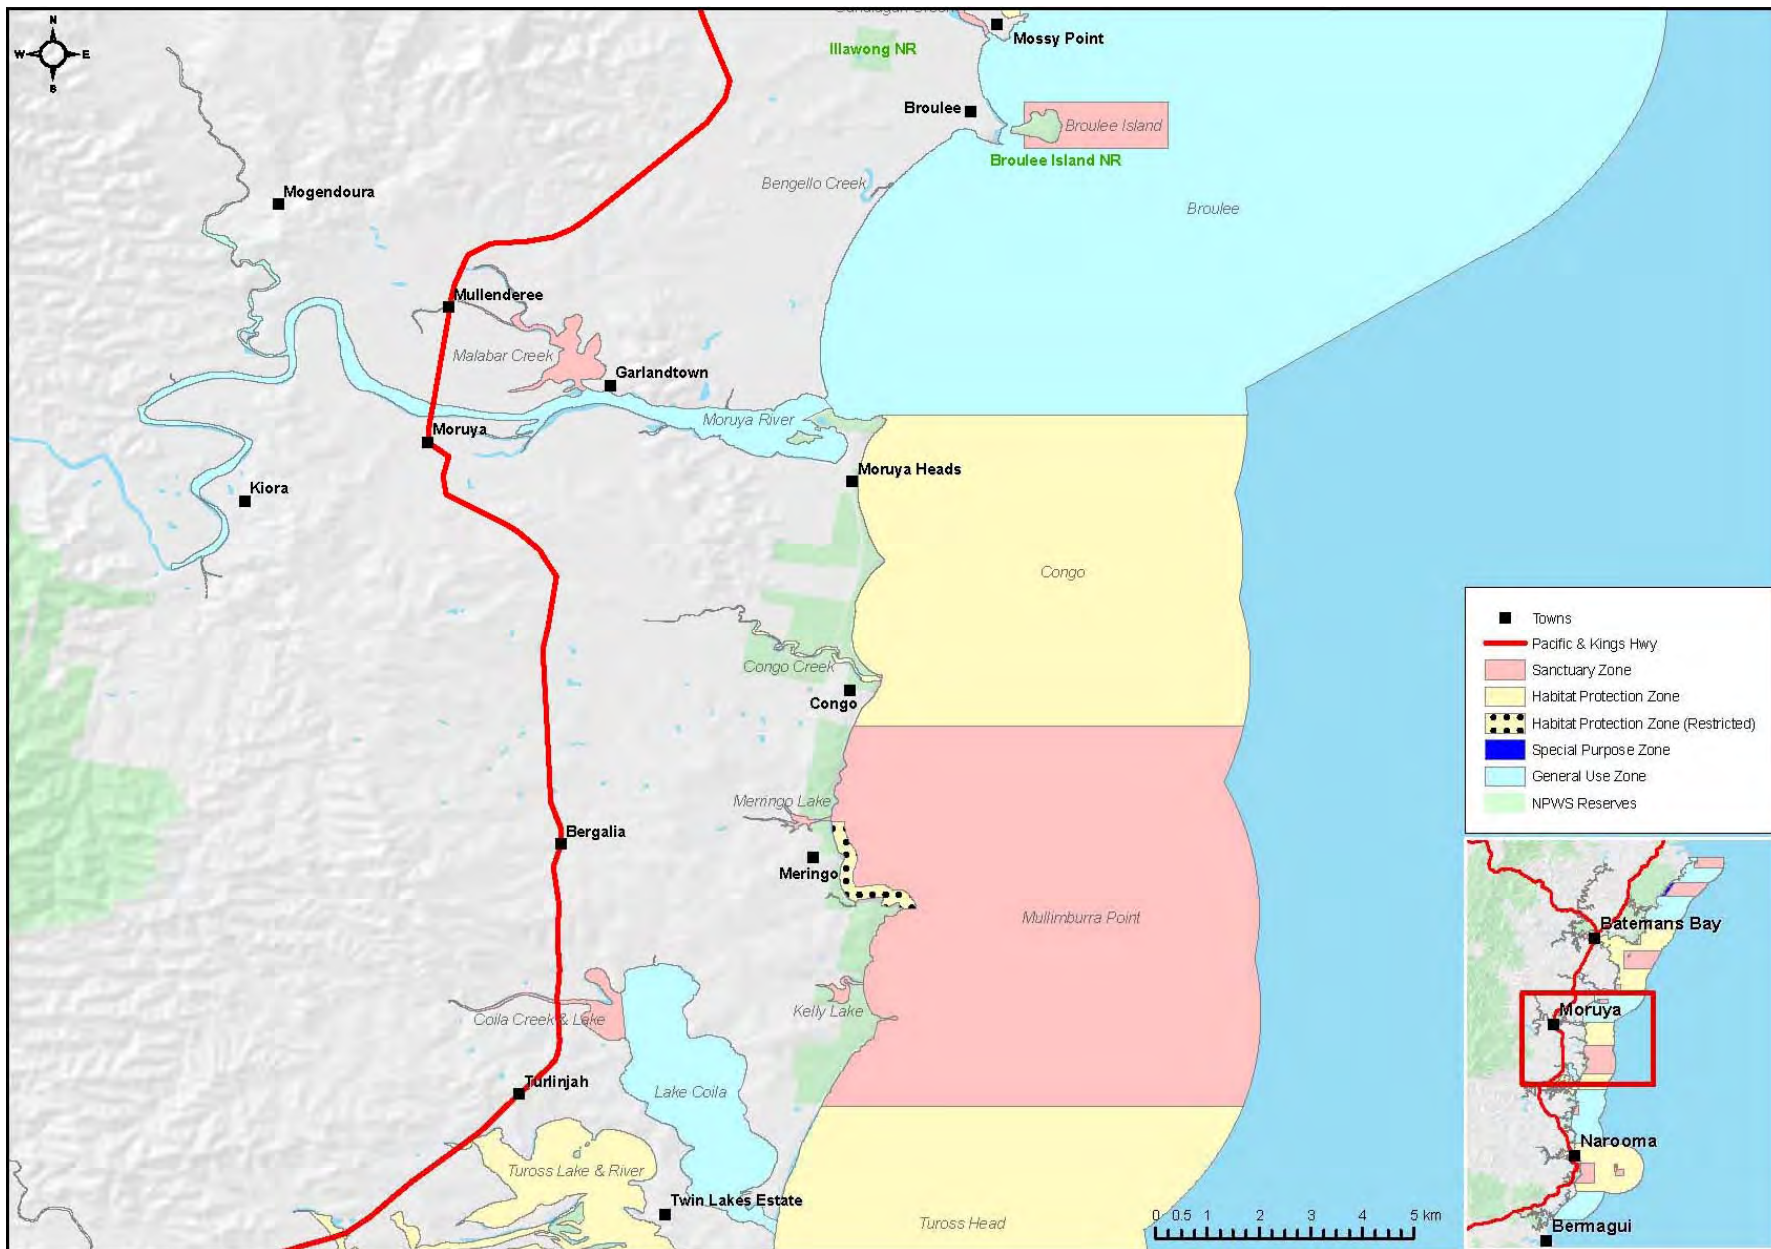 N
W E
S
Mossy Point
Illawong NR
Broulee
Broulee Island
Broulee Island NR
Bengello Creek
Mogendoura
Broulee
Mullenderee
Malabar Creek
Garlandtown
Moruya River
Moruya
Moruya Heads
Kiora
Congo
Congo Creek
Congo
Merringo Lake
Bergalia
Meringo
Mullimburra Point
Kelly Lake
Coila Creek & Lake
Turlinjah
Lake Coila
Tuross Lake & River
Twin Lakes Estate
Tuross Head
0 0.5 1 2 3 4 5 km
Towns
Pacific & Kings Hwy
Sanctuary Zone
Habitat Protection Zone
Habitat Protection Zone (Restricted)
Special Purpose Zone
General Use Zone
NPWS Reserves
Batemans Bay
Moruya
Narooma
Bermagui